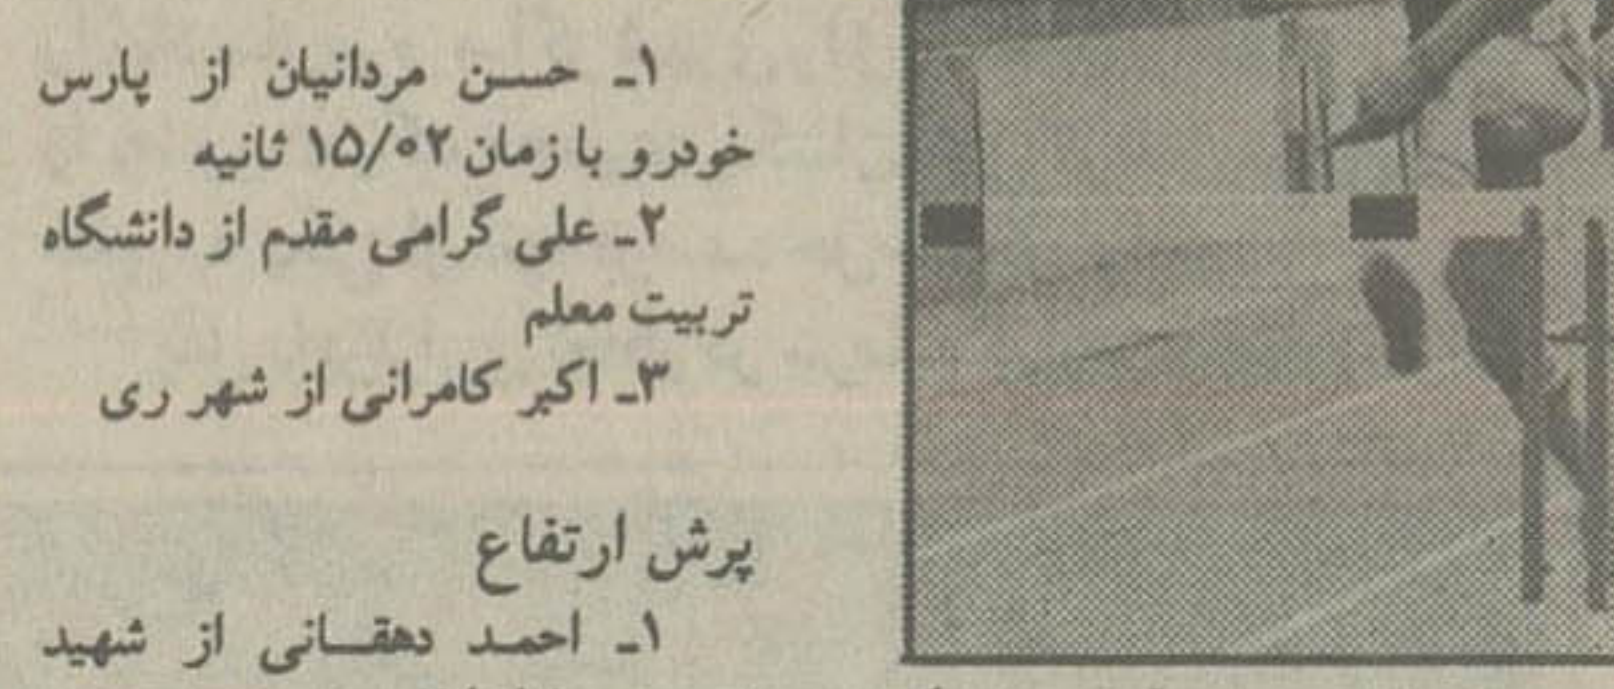 ۱ـ حسن مردانیان از پارس
خودرو با زمان ۱۵/۰۲ ثانیه
۲ـ علی گرامی مقدم از دانشگاه
تربیت معلم
۳ـ اکبر کامرانی از شهر ری
پرش ارتفاع
۱ـ احمد دهقانی از شهید